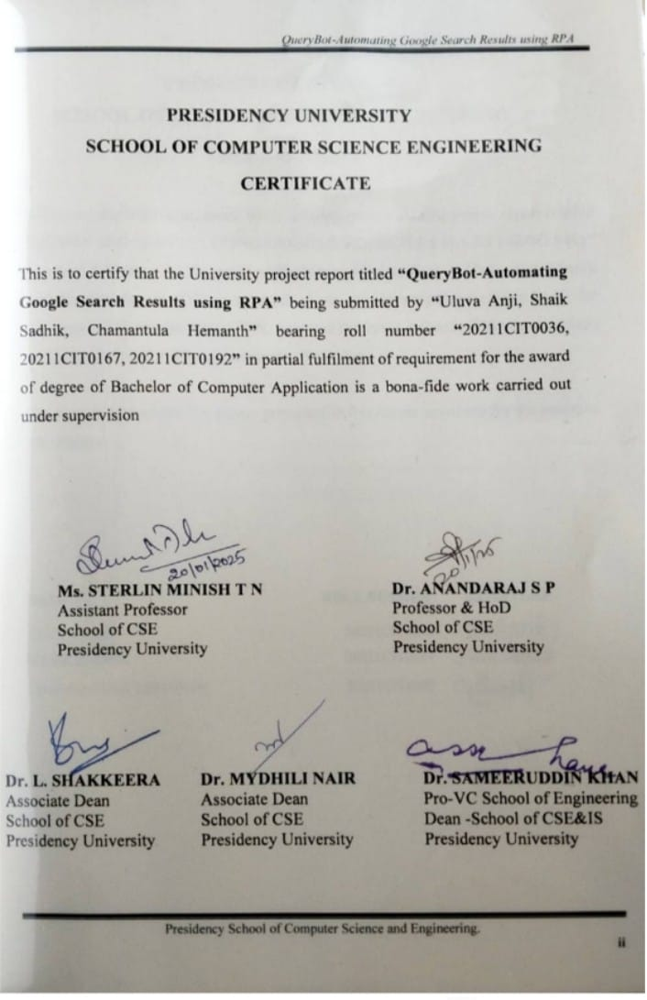 QueryBot-Automating Google Search Results using RPA
PRESIDENCY UNIVERSITY
SCHOOL OF COMPUTER SCIENCE ENGINEERING
CERTIFICATE
This is to certify that the University project report titled “QueryBot-Automating
Google Search Results using RPA” being submitted by “Uluva Anji, Shaik
Sadhik, Chamantula Hemanth” bearing roll number “20211CIT0036,
20211CIT0167, 20211CIT0192” in partial fulfilment of requirement for the award
of degree of Bachelor of Computer Application is a bona-fide work carried out
under supervision
20/01/2025
20/1/25
Ms. STERLIN MINISH T N
Assistant Professor
School of CSE
Presidency University
Dr. ANANDARAJ S P
Professor & HoD
School of CSE
Presidency University
Dr. L. SHAKKEERA
Associate Dean
School of CSE
Presidency University
Dr. MYDHILI NAIR
Associate Dean
School of CSE
Presidency University
Dr. SAMEERUDDIN KHAN
Pro-VC School of Engineering
Dean -School of CSE&IS
Presidency University
Presidency School of Computer Science and Engineering.
ii